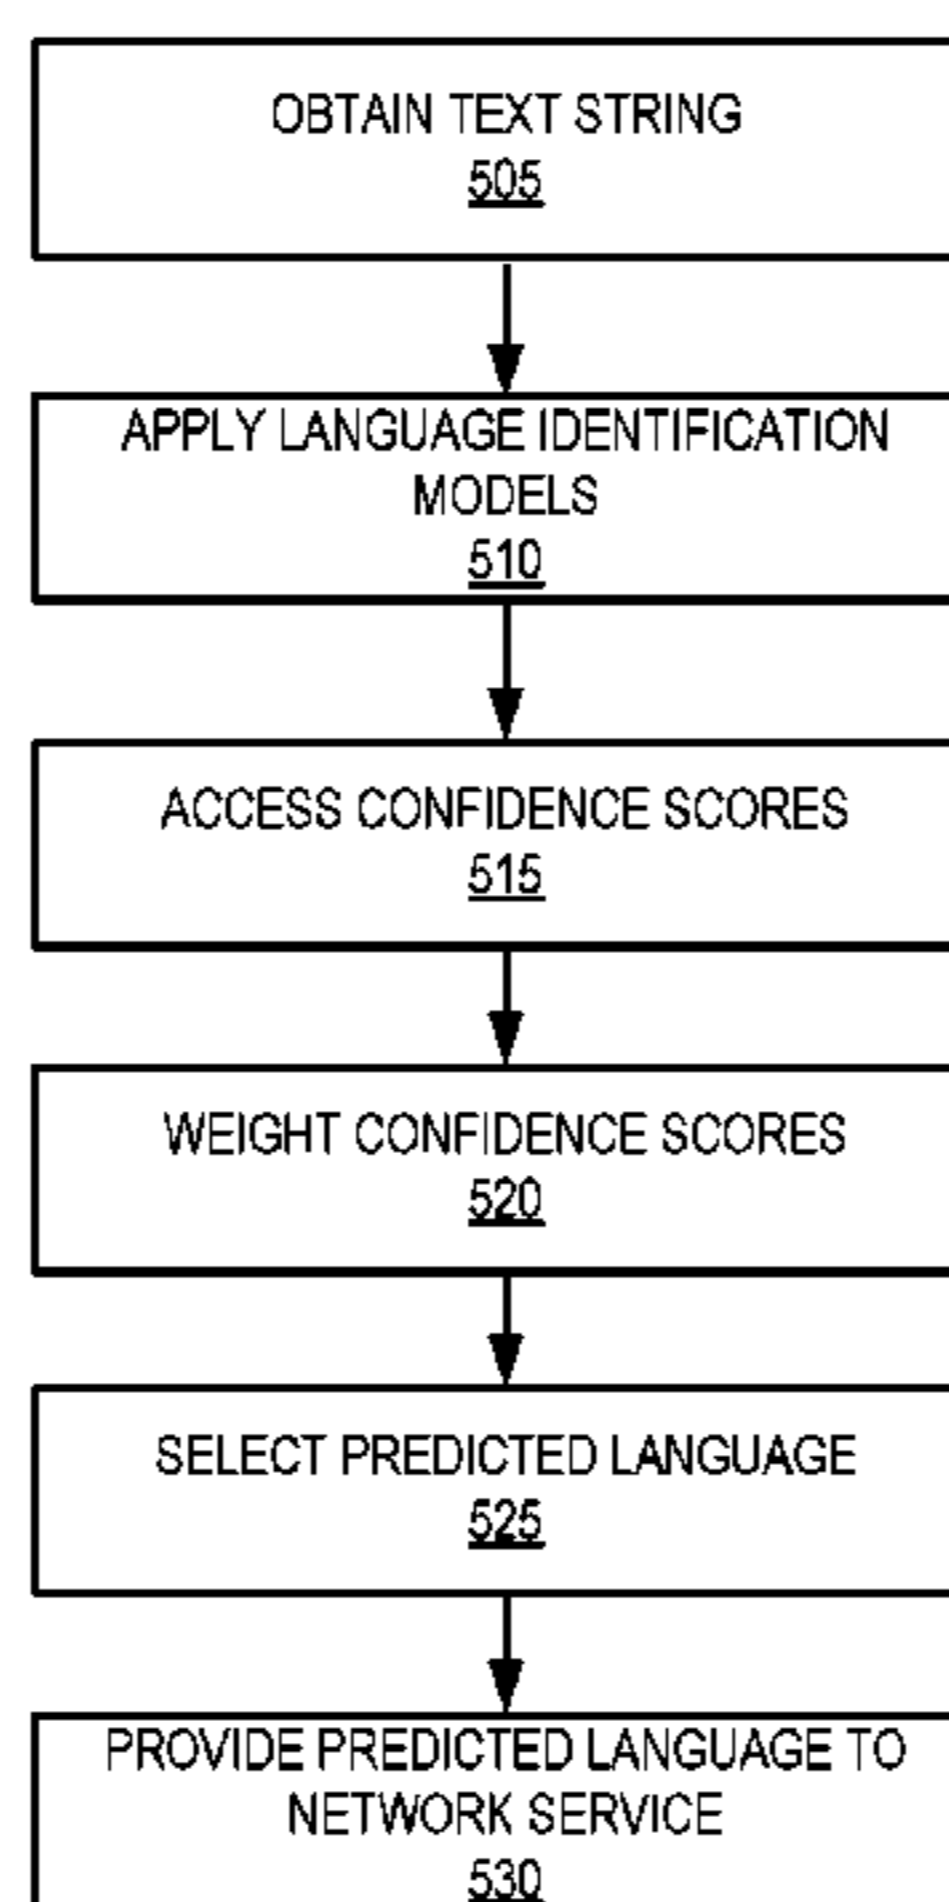 OBTAIN TEXT STRING
505
APPLY LANGUAGE IDENTIFICATION
MODELS
510
ACCESS CONFIDENCE SCORES
515
WEIGHT CONFIDENCE SCORES
520
SELECT PREDICTED LANGUAGE
525
PROVIDE PREDICTED LANGUAGE TO
NETWORK SERVICE
530